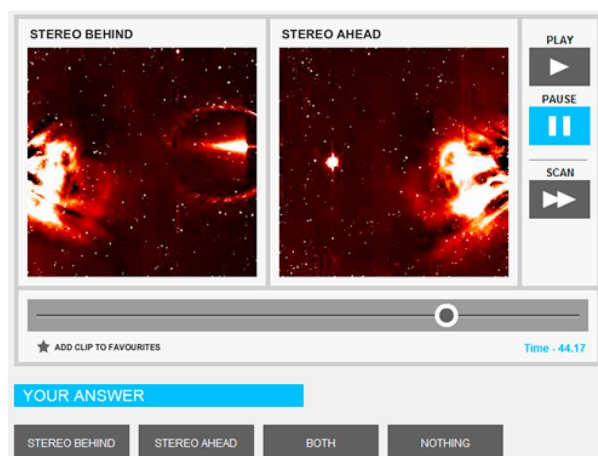 STEREO BEHIND
STEREO AHEAD
PLAY
PAUSE
SCAN
ADD CLIP TO FAVOURITES
Time - 44.17
YOUR ANSWER
STEREO BEHIND
STEREO AHEAD
BOTH
NOTHING